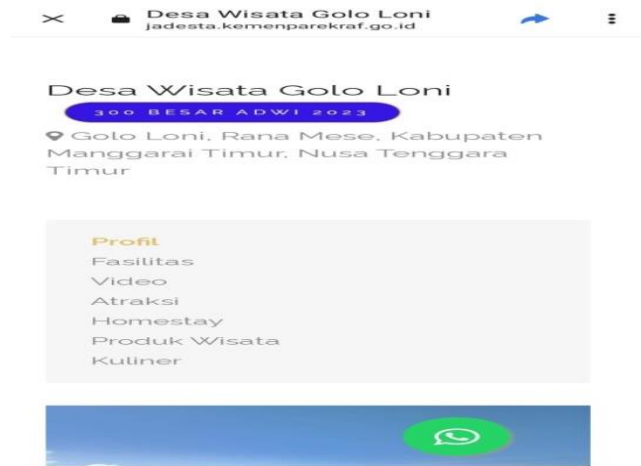 Desa Wisata Golo Loni
jadesta.kemenparekraf.go.id
Desa Wisata Golo Loni
300 BESAR ADWI 2023
Golo Loni, Rana Mese, Kabupaten
Manggarai Timur, Nusa Tenggara
Timur
Profil
Fasilitas
Video
Atraksi
Homestay
Produk Wisata
Kuliner